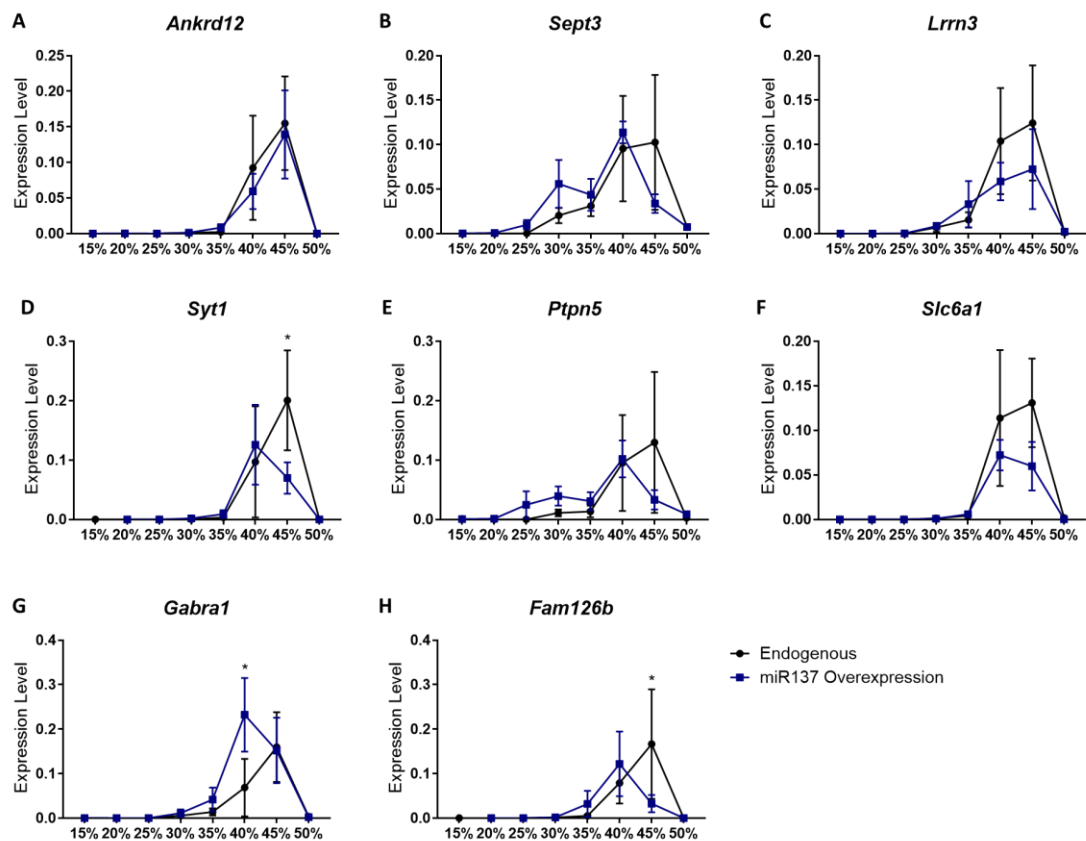 A
Ankrd12
Expression Level
0.25
0.20
0.15
0.10
0.05
0.00
15% 20% 25% 30% 35% 40% 45% 50%
B
Sept3
Expression Level
0.20
0.15
0.10
0.05
0.00
15% 20% 25% 30% 35% 40% 45% 50%
C
Lrrn3
Expression Level
0.20
0.15
0.10
0.05
0.00
15% 20% 25% 30% 35% 40% 45% 50%
D
Syt1
Expression Level
0.3
0.2
0.1
0.0
*
15% 20% 25% 30% 35% 40% 45% 50%
E
Ptpn5
Expression Level
0.3
0.2
0.1
0.0
15% 20% 25% 30% 35% 40% 45% 50%
F
Slc6a1
Expression Level
0.20
0.15
0.10
0.05
0.00
15% 20% 25% 30% 35% 40% 45% 50%
G
Gabra1
Expression Level
0.4
0.3
0.2
0.1
0.0
*
15% 20% 25% 30% 35% 40% 45% 50%
H
Fam126b
Expression Level
0.4
0.3
0.2
0.1
0.0
*
15% 20% 25% 30% 35% 40% 45% 50%
Endogenous
miR137 Overexpression